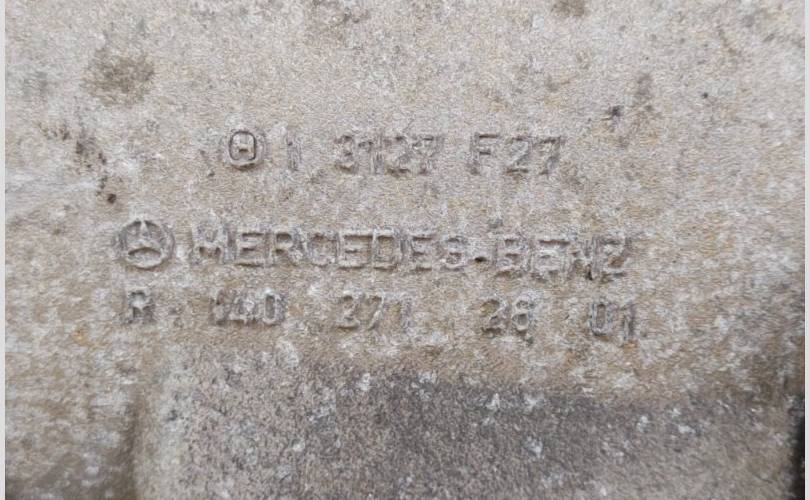 H 1 3127 F27
MERCEDES-BENZ
R 140 271 26 01